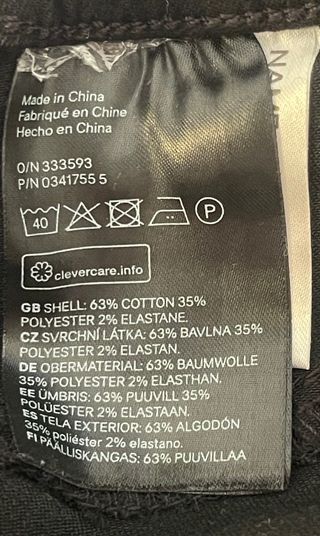 Made in China
Fabriqué en Chine
Hecho en China
O/N 333593
P/N 0341755 5
40
P
clevercare.info
GB SHELL: 63% COTTON 35%
POLYESTER 2% ELASTANE.
CZ SVRCHNÍ LÁTKA: 63% BAVLNA 35%
POLYESTER 2% ELASTAN.
DE OBERMATERIAL: 63% BAUMWOLLE
35% POLYESTER 2% ELASTHAN.
EE ÜMBRIS: 63% PUUVILL 35%
POLÜESTER 2% ELASTAAN.
ES TELA EXTERIOR: 63% ALGODÓN
35% poliéster 2% elastano.
FI PÄÄLLISKANGAS: 63% PUUVILLAA